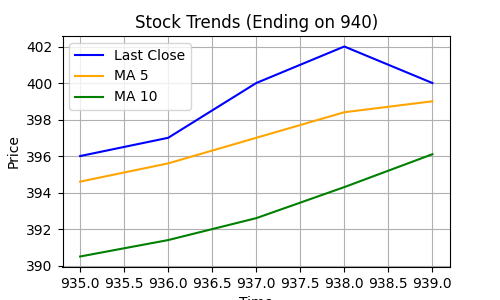 Stock Trends (Ending on 940)
Last Close
MA 5
MA 10
Price
402
400
398
396
394
392
390
935.0 935.5 936.0 936.5 937.0 937.5 938.0 938.5 939.0
Time